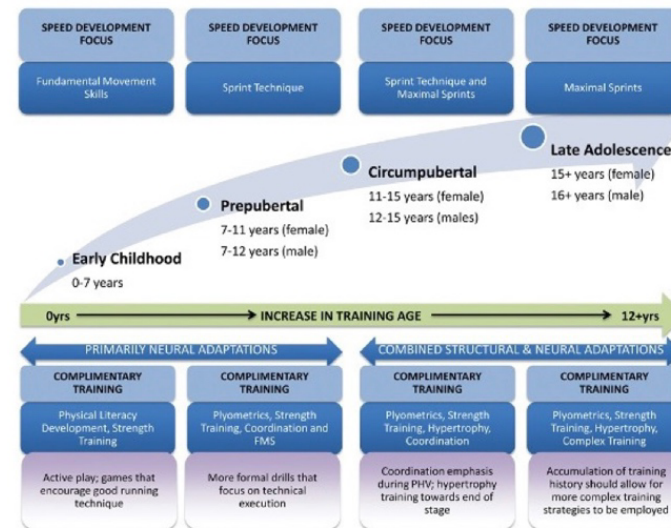 SPEED DEVELOPMENT
FOCUS
Fundamental Movement
Skills
SPEED DEVELOPMENT
FOCUS
Sprint Technique
SPEED DEVELOPMENT
FOCUS
Sprint Technique and
Maximal Sprints
SPEED DEVELOPMENT
FOCUS
Maximal Sprints
Early Childhood
0-7 years
Prepubertal
7-11 years (female)
7-12 years (male)
Circumpubertal
11-15 years (female)
12-15 years (males)
Late Adolescence
15+ years (female)
16+ years (male)
0yrs INCREASE IN TRAINING AGE 12+yrs
PRIMARILY NEURAL ADAPTATIONS
COMBINED STRUCTURAL & NEURAL ADAPTATIONS
COMPLIMENTARY
TRAINING
Physical Literacy
Development, Strength
Training
Active play; games that
encourage good running
technique
COMPLIMENTARY
TRAINING
Plyometrics, Strength
Training, Coordination and
FMS
More formal drills that
focus on technical
execution
COMPLIMENTARY
TRAINING
Plyometrics, Strength
Training, Hypertrophy,
Coordination
Coordination emphasis
during PHV; hypertrophy
training towards end of
stage
COMPLIMENTARY
TRAINING
Plyometrics, Strength
Training, Hypertrophy,
Complex Training
Accumulation of training
history should allow for
more complex training
strategies to be employed